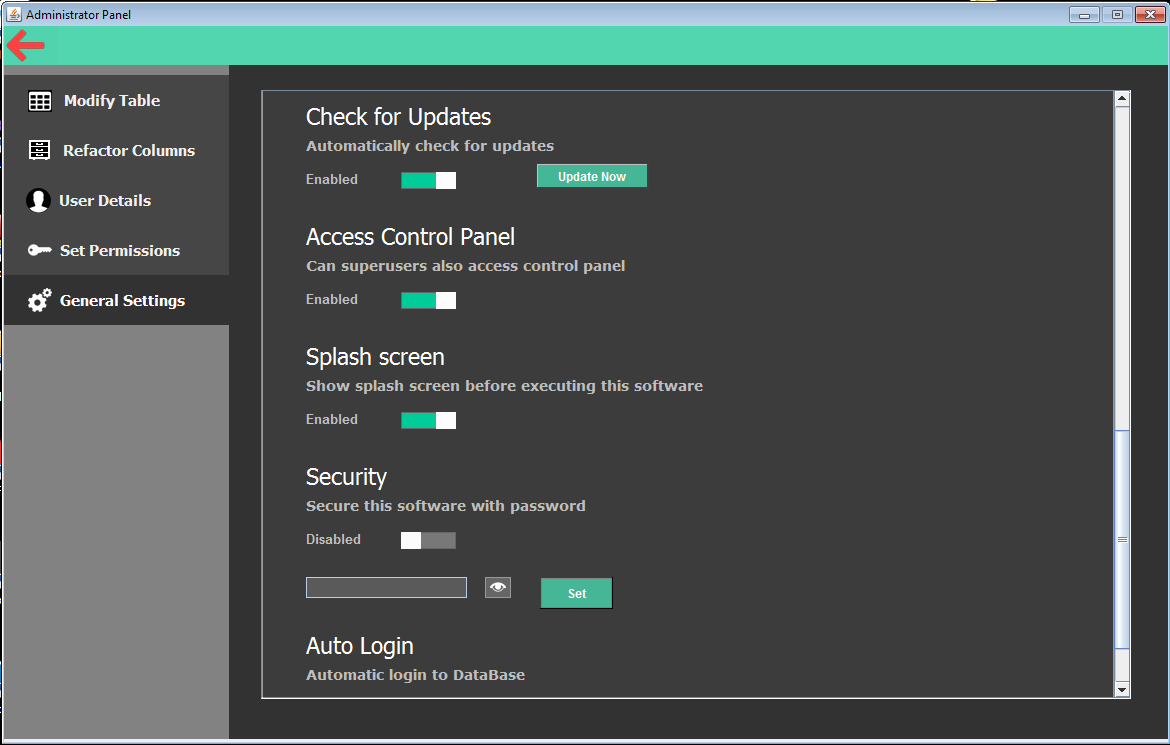 Administrator Panel
Modify Table
Refactor Columns
User Details
Set Permissions
General Settings
Check for Updates
Automatically check for updates
Enabled
Update Now
Access Control Panel
Can superusers also access control panel
Enabled
Splash screen
Show splash screen before executing this software
Enabled
Security
Secure this software with password
Disabled
Set
Auto Login
Automatic login to DataBase